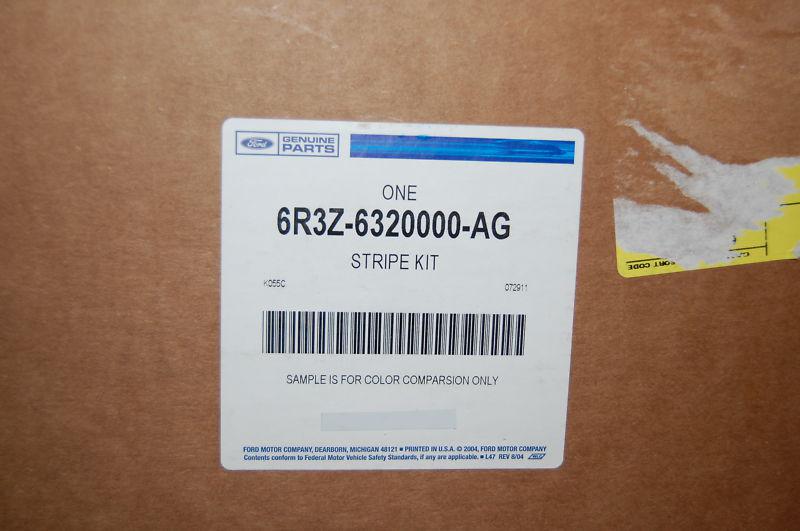 Ford GENUINE PARTS
ONE
6R3Z-6320000-AG
STRIPE KIT
K055C 072911
SAMPLE IS FOR COLOR COMPARSION ONLY
FORD MOTOR COMPANY, DEARBORN, MICHIGAN 48121 ■ PRINTED IN U.S.A. © 2004, FORD MOTOR COMPANY
Contents conform to Federal Motor Vehicle Safety Standards, if any are applicable. ■ L47 REV 8/04
SORT CODE